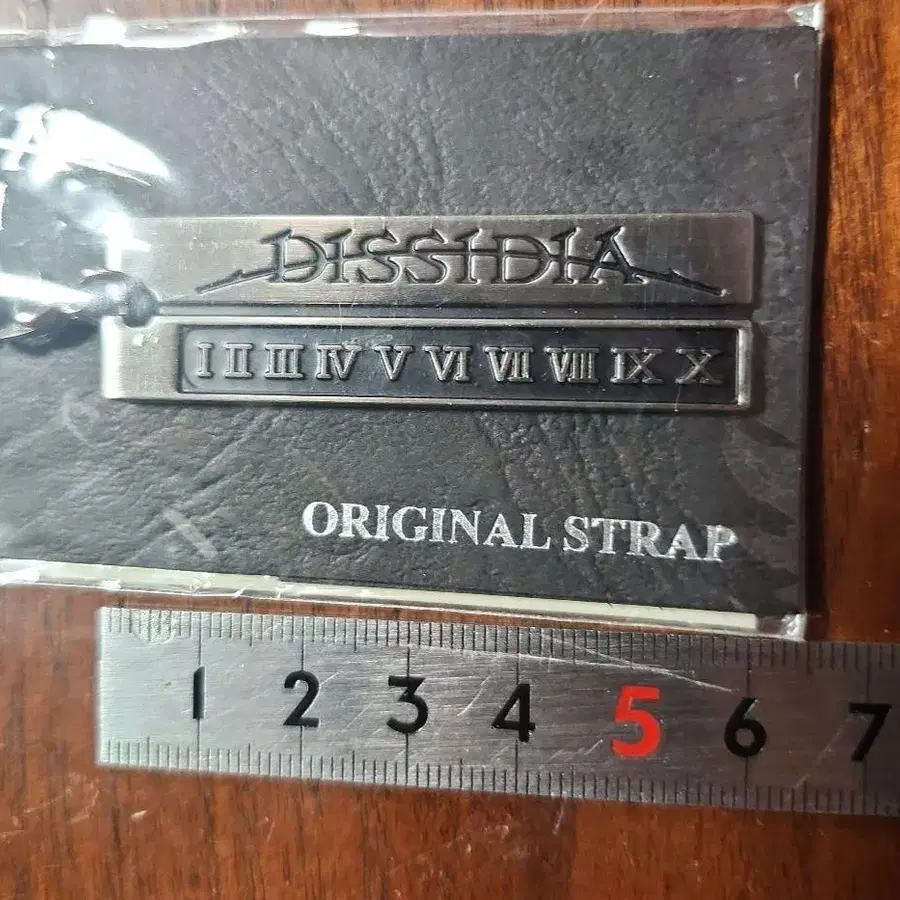 DISSIDIA
I II III IV V VI VII VIII IX X
ORIGINAL STRAP
1 2 3 4 5 6 7